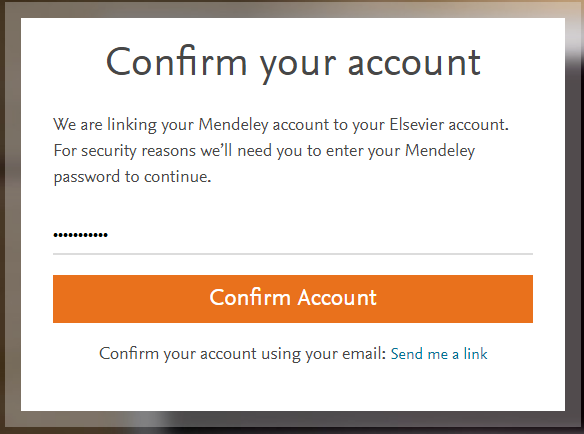 Confirm your account
We are linking your Mendeley account to your Elsevier account.
For security reasons we'll need you to enter your Mendeley
password to continue.
•••••••••••
Confirm Account
Confirm your account using your email: Send me a link